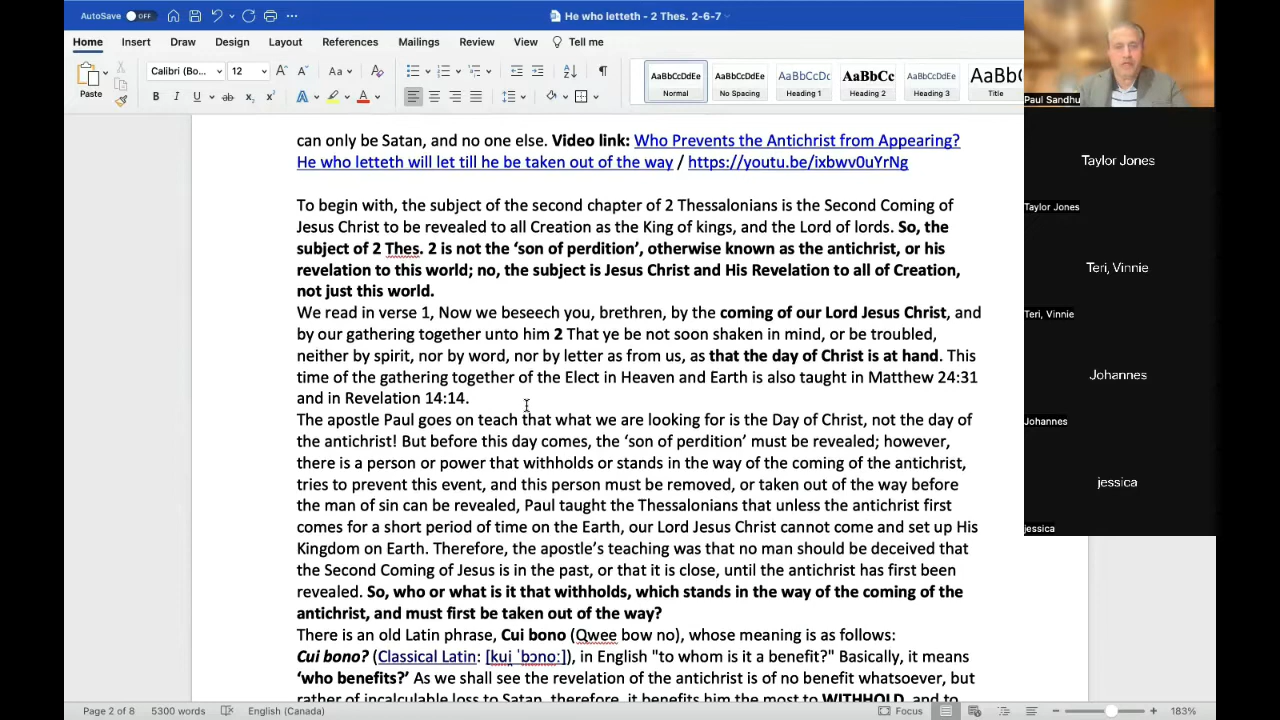 AutoSave OFF
He who letteth - 2 Thes. 2-6-7
Home Insert Draw Design Layout References Mailings Review View Tell me
Paste
Calibri (Bo... 12
AaBbCcDdEe AaBbCcDdEe AaBbCcDc AaBbCc AaBbCcDdEe AaBb(
Normal No Spacing Heading 1 Heading 2 Heading 3 Title
can only be Satan, and no one else. Video link: Who Prevents the Antichrist from Appearing?
He who letteth will let till he be taken out of the way / https://youtu.be/ixbwv0uYrNg
To begin with, the subject of the second chapter of 2 Thessalonians is the Second Coming of
Jesus Christ to be revealed to all Creation as the King of kings, and the Lord of lords. So, the
subject of 2 Thes. 2 is not the ‘son of perdition’, otherwise known as the antichrist, or his
revelation to this world; no, the subject is Jesus Christ and His Revelation to all of Creation,
not just this world.
We read in verse 1, Now we beseech you, brethren, by the coming of our Lord Jesus Christ, and
by our gathering together unto him 2 That ye be not soon shaken in mind, or be troubled,
neither by spirit, nor by word, nor by letter as from us, as that the day of Christ is at hand. This
time of the gathering together of the Elect in Heaven and Earth is also taught in Matthew 24:31
and in Revelation 14:14.
The apostle Paul goes on teach that what we are looking for is the Day of Christ, not the day of
the antichrist! But before this day comes, the ‘son of perdition’ must be revealed; however,
there is a person or power that withholds or stands in the way of the coming of the antichrist,
tries to prevent this event, and this person must be removed, or taken out of the way before
the man of sin can be revealed, Paul taught the Thessalonians that unless the antichrist first
comes for a short period of time on the Earth, our Lord Jesus Christ cannot come and set up His
Kingdom on Earth. Therefore, the apostle’s teaching was that no man should be deceived that
the Second Coming of Jesus is in the past, or that it is close, until the antichrist has first been
revealed. So, who or what is it that withholds, which stands in the way of the coming of the
antichrist, and must first be taken out of the way?
There is an old Latin phrase, Cui bono (Qwee bow no), whose meaning is as follows:
Cui bono? (Classical Latin: [kui̯ ˈbɔnoː]), in English "to whom is it a benefit?" Basically, it means
‘who benefits?’ As we shall see the revelation of the antichrist is of no benefit whatsoever, but
rather of incalculable loss to Satan, therefore, it benefits him the most to WITHHOLD, and to
Page 2 of 8 5300 words English (Canada) Focus 183%
Paul Sandhu
Taylor Jones
Taylor Jones
Teri, Vinnie
Teri, Vinnie
Johannes
Johannes
jessica
jessica